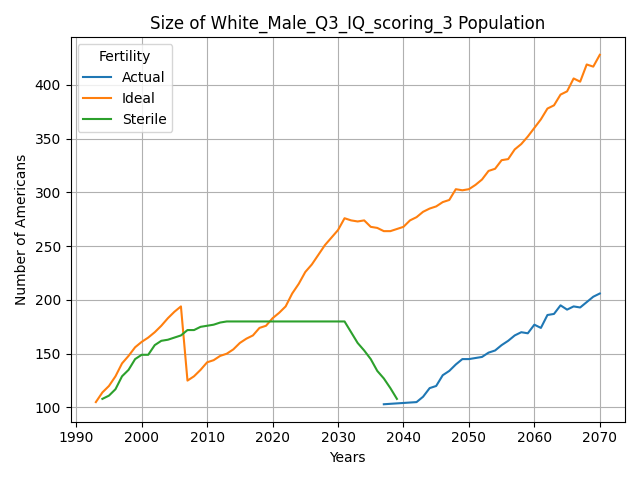 Size of White_Male_Q3_IQ_scoring_3 Population
Fertility
Actual
Ideal
Sterile
Number of Americans
400
350
300
250
200
150
100
1990 2000 2010 2020 2030 2040 2050 2060 2070
Years